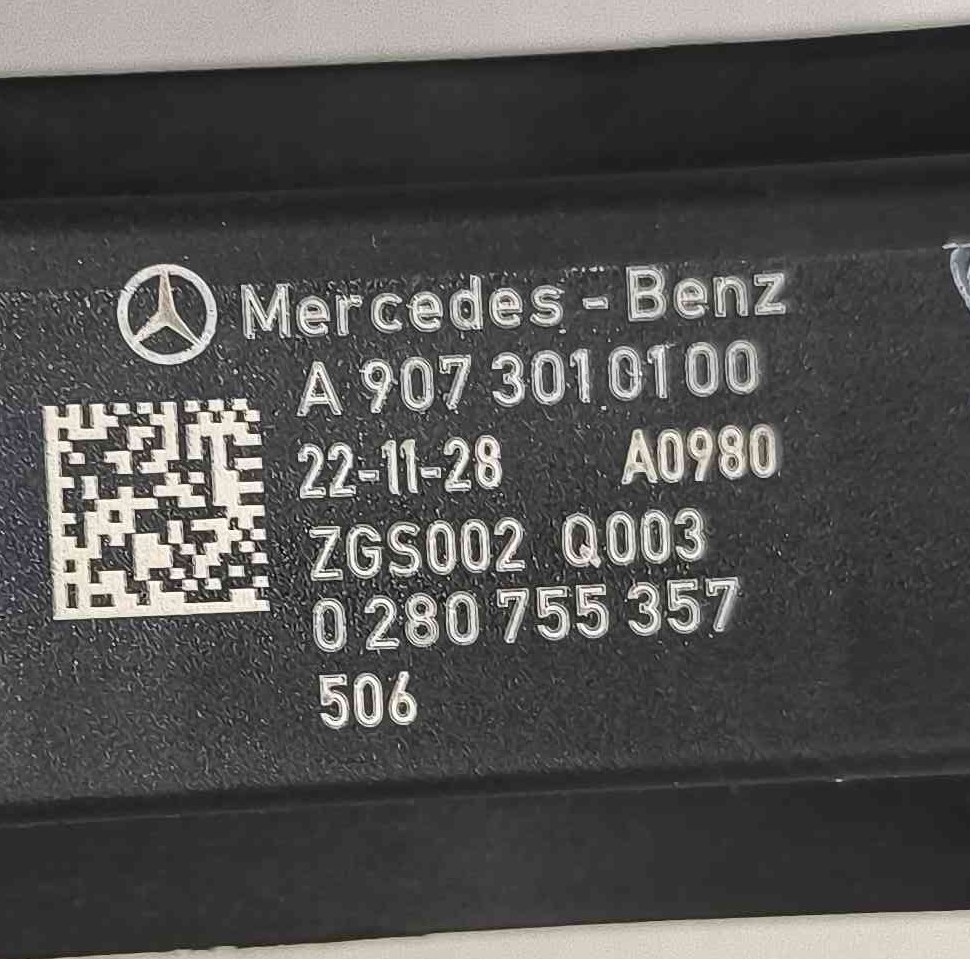 Mercedes-Benz
A 907 301 01 00
22-11-28 A0980
ZGS002 Q003
0 280 755 357
506